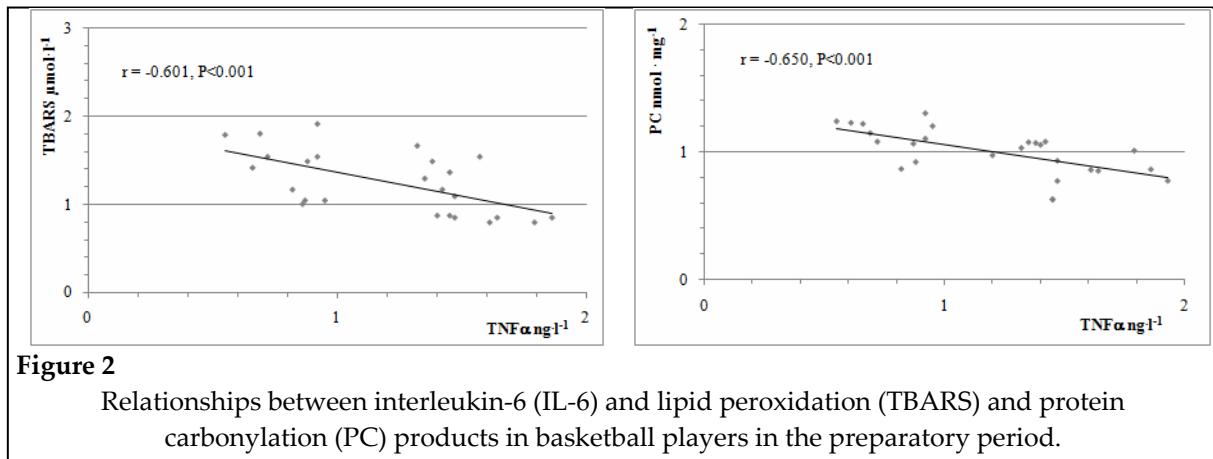 3
2
1
0
TBARS µmol·l⁻¹
r = -0.601, P<0.001
0 1 2
TNFα ng·l⁻¹
2
1
0
PC nmol · mg⁻¹
r = -0.650, P<0.001
0 1 2
TNFα ng·l⁻¹
Figure 2
Relationships between interleukin-6 (IL-6) and lipid peroxidation (TBARS) and protein
carbonylation (PC) products in basketball players in the preparatory period.